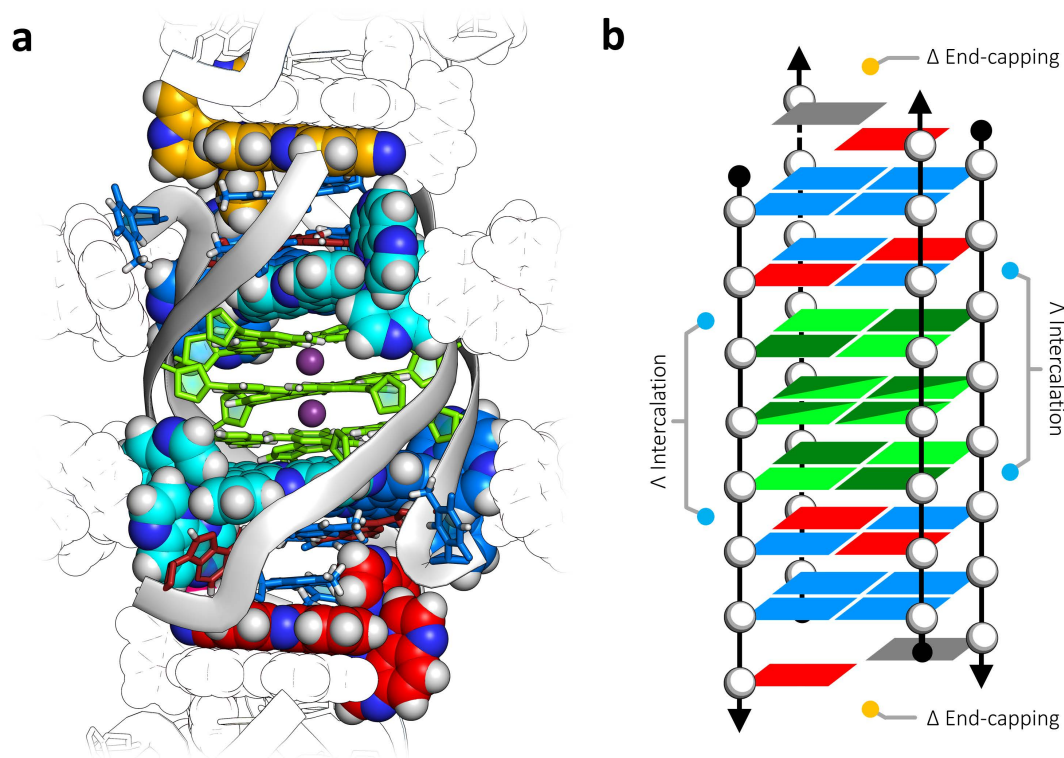 a
b
Δ End-capping
Λ Intercalation
Λ Intercalation
Δ End-capping